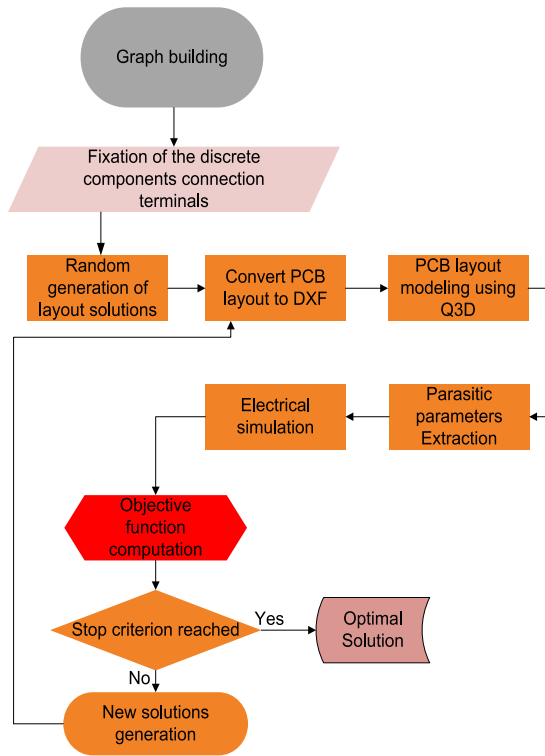 Graph building
Fixation of the discrete
components connection
terminals
Random
generation of
layout solutions
Convert PCB
layout to DXF
PCB layout
modeling using
Q3D
Electrical
simulation
Parasitic
parameters
Extraction
Objective
function
computation
Stop criterion reached
Yes
Optimal
Solution
No
New solutions
generation